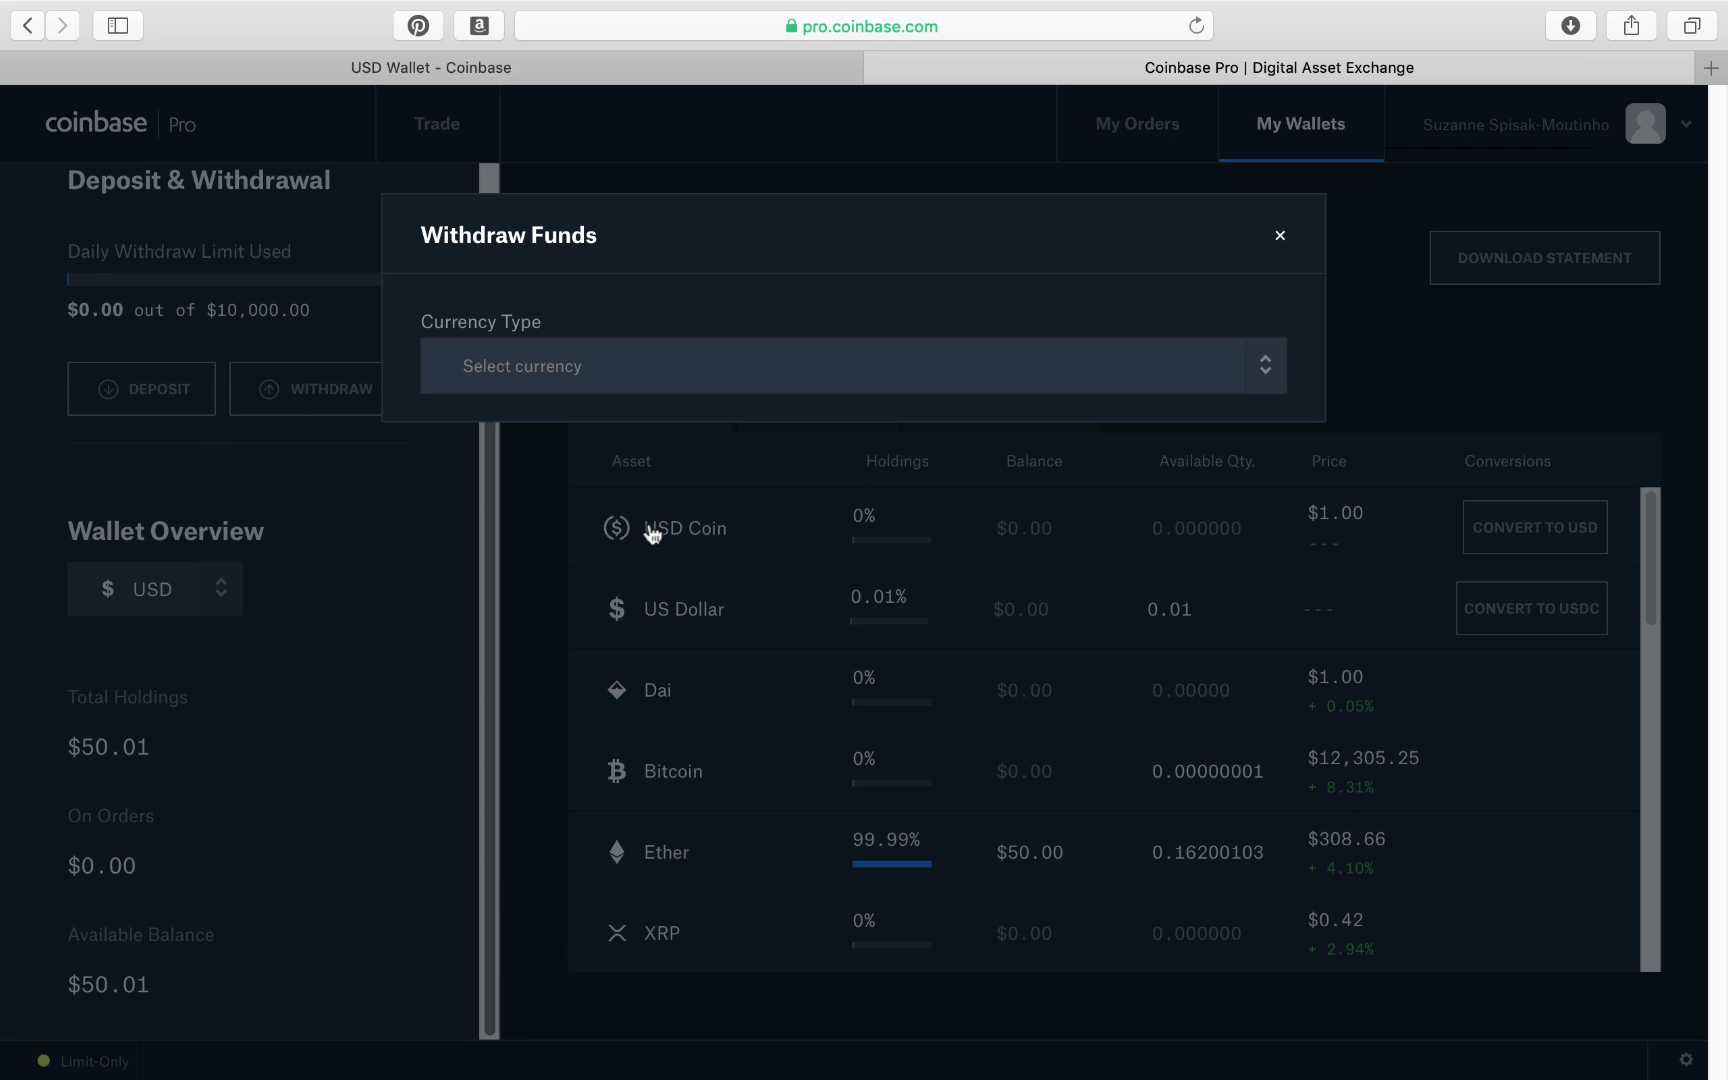 pro.coinbase.com
USD Wallet - Coinbase
Coinbase Pro | Digital Asset Exchange
coinbase Pro
Trade
My Orders
My Wallets
Suzanne Spisak-Moutinho
Deposit & Withdrawal
Daily Withdraw Limit Used
$0.00 out of $10,000.00
DEPOSIT
WITHDRAW
Withdraw Funds
Currency Type
Select currency
DOWNLOAD STATEMENT
Wallet Overview
$ USD
Total Holdings
$50.01
On Orders
$0.00
Available Balance
$50.01
Asset Holdings Balance Available Qty. Price Conversions
USD Coin 0% $0.00 0.000000 $1.00 CONVERT TO USD
---
US Dollar 0.01% $0.00 0.01 --- CONVERT TO USDC
Dai 0% $0.00 0.00000 $1.00
+ 0.05%
Bitcoin 0% $0.00 0.00000001 $12,305.25
+ 8.31%
Ether 99.99% $50.00 0.16200103 $308.66
+ 4.10%
XRP 0% $0.00 0.000000 $0.42
+ 2.94%
Limit-Only